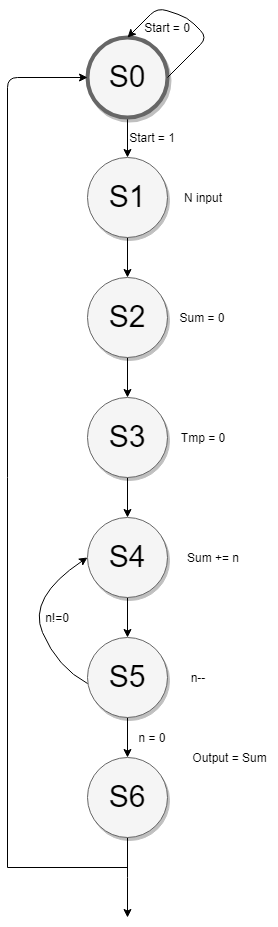 Start = 0
S0
Start = 1
S1
N input
S2
Sum = 0
S3
Tmp = 0
S4
Sum += n
n!=0
S5
n--
n = 0
Output = Sum
S6